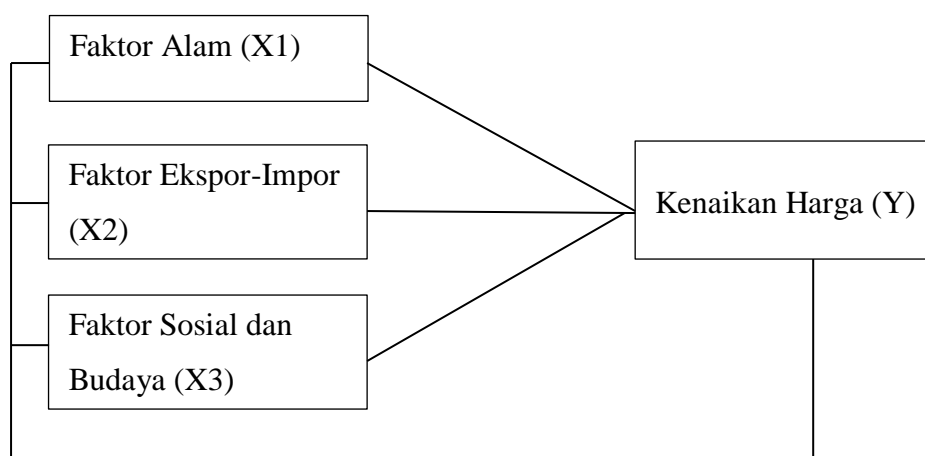 Faktor Alam (X1)
Faktor Ekspor-Impor
(X2)
Kenaikan Harga (Y)
Faktor Sosial dan
Budaya (X3)